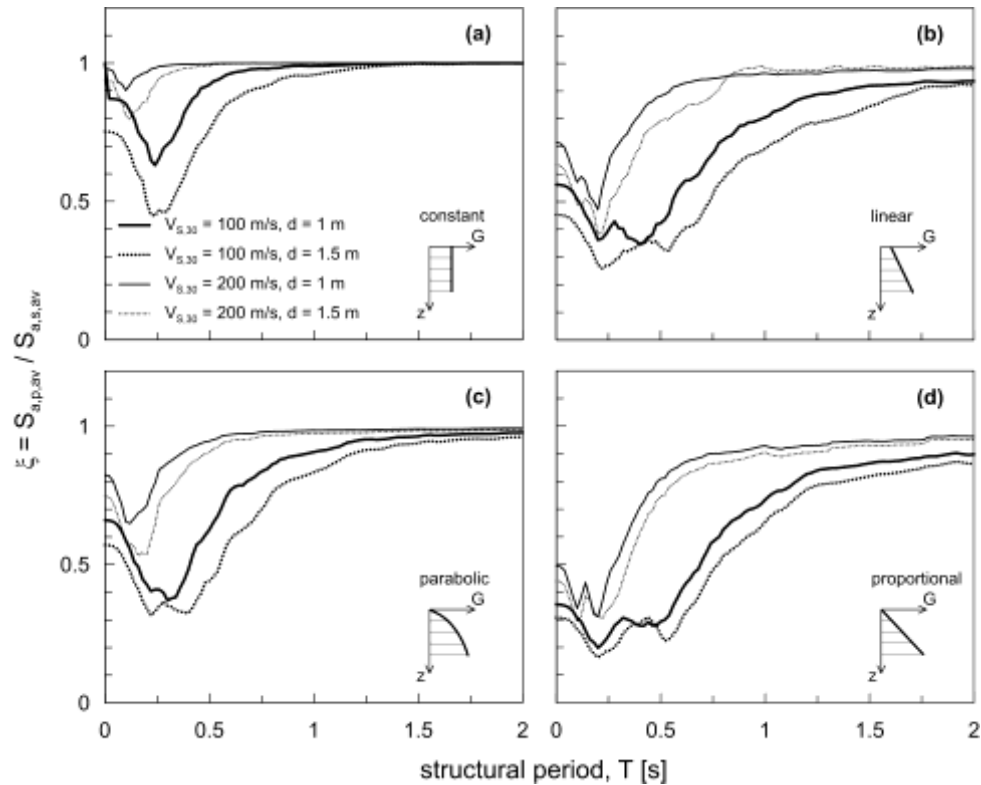 (a)
(b)
1
1
0.5
0.5
V_S,30 = 100 m/s, d = 1 m
V_S,30 = 100 m/s, d = 1.5 m
V_S,30 = 200 m/s, d = 1 m
V_S,30 = 200 m/s, d = 1.5 m
constant
G
z
linear
G
z
0
0
ξ = S_a,p,av / S_a,s,av
(c)
(d)
1
1
0.5
0.5
parabolic
G
z
proportional
G
z
0
0
0 0.5 1 1.5 2
0 0.5 1 1.5 2
structural period, T [s]